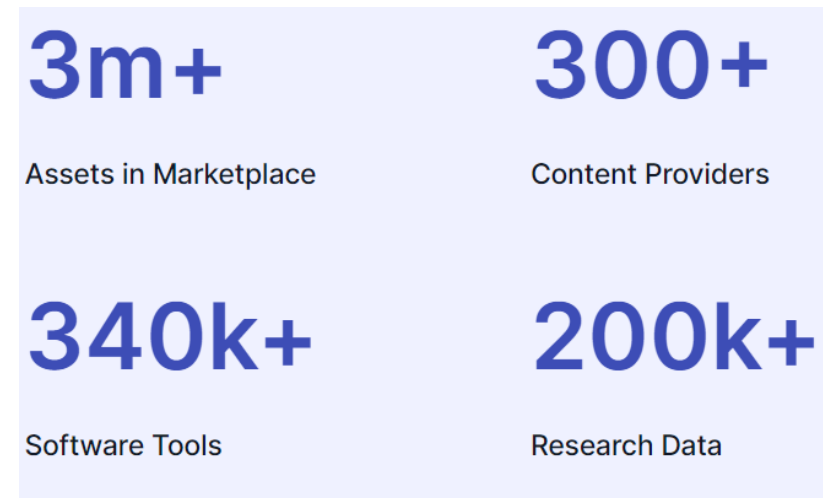 3m+
300+
Assets in Marketplace
Content Providers
340k+
200k+
Software Tools
Research Data